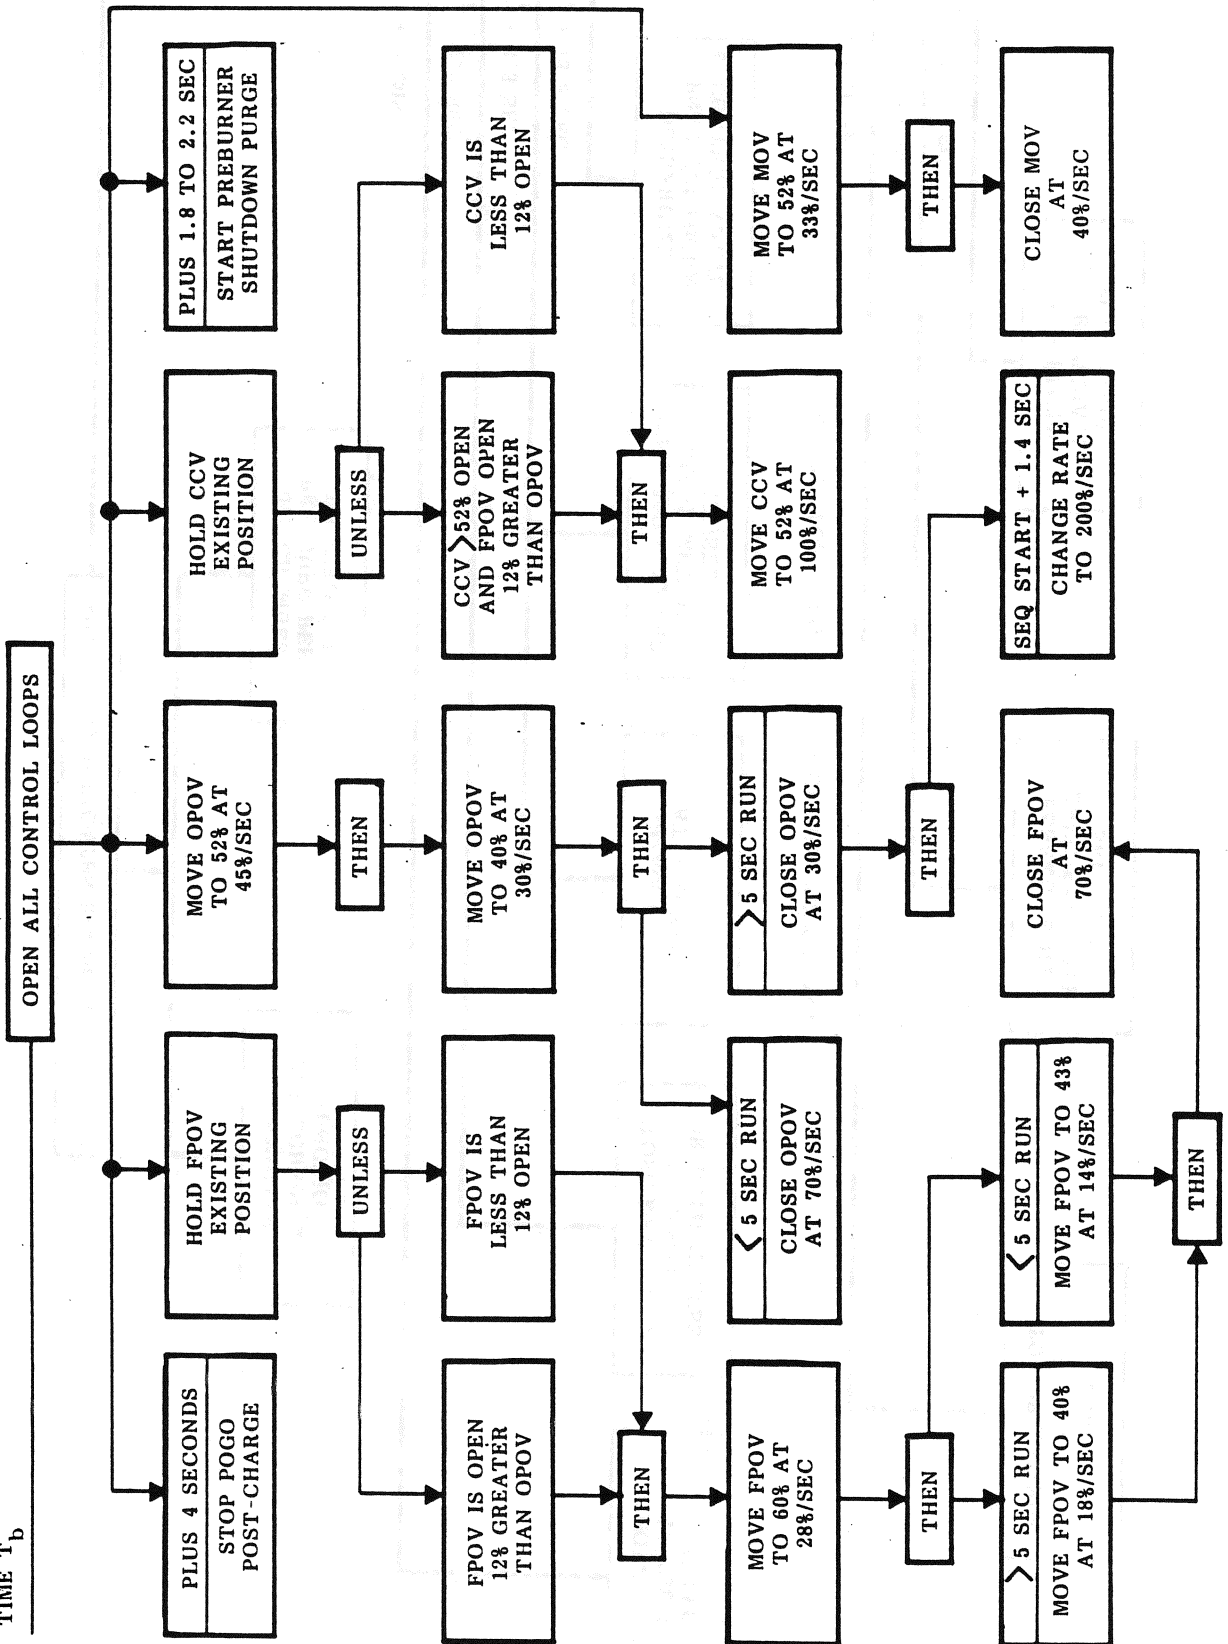 TIME T_b
OPEN ALL CONTROL LOOPS
PLUS 4 SECONDS
STOP POGO
POST-CHARGE
HOLD FPOV
EXISTING
POSITION
MOVE OPOV
TO 52% AT
45%/SEC
HOLD CCV
EXISTING
POSITION
PLUS 1.8 TO 2.2 SEC
START PREBURNER
SHUTDOWN PURGE
UNLESS
THEN
UNLESS
FPOV IS OPEN
12% GREATER
THAN OPOV
FPOV IS
LESS THAN
12% OPEN
MOVE OPOV
TO 40% AT
30%/SEC
CCV >52% OPEN
AND FPOV OPEN
12% GREATER
THAN OPOV
CCV IS
LESS THAN
12% OPEN
THEN
THEN
THEN
MOVE FPOV
TO 60% AT
28%/SEC
<5 SEC RUN
CLOSE OPOV
AT 70%/SEC
>5 SEC RUN
CLOSE OPOV
AT 30%/SEC
MOVE CCV
TO 52% AT
100%/SEC
MOVE MOV
TO 52% AT
33%/SEC
THEN
THEN
THEN
>5 SEC RUN
MOVE FPOV TO 40%
AT 18%/SEC
<5 SEC RUN
MOVE FPOV TO 43%
AT 14%/SEC
CLOSE FPOV
AT
70%/SEC
SEQ START + 1.4 SEC
CHANGE RATE
TO 200%/SEC
CLOSE MOV
AT
40%/SEC
THEN